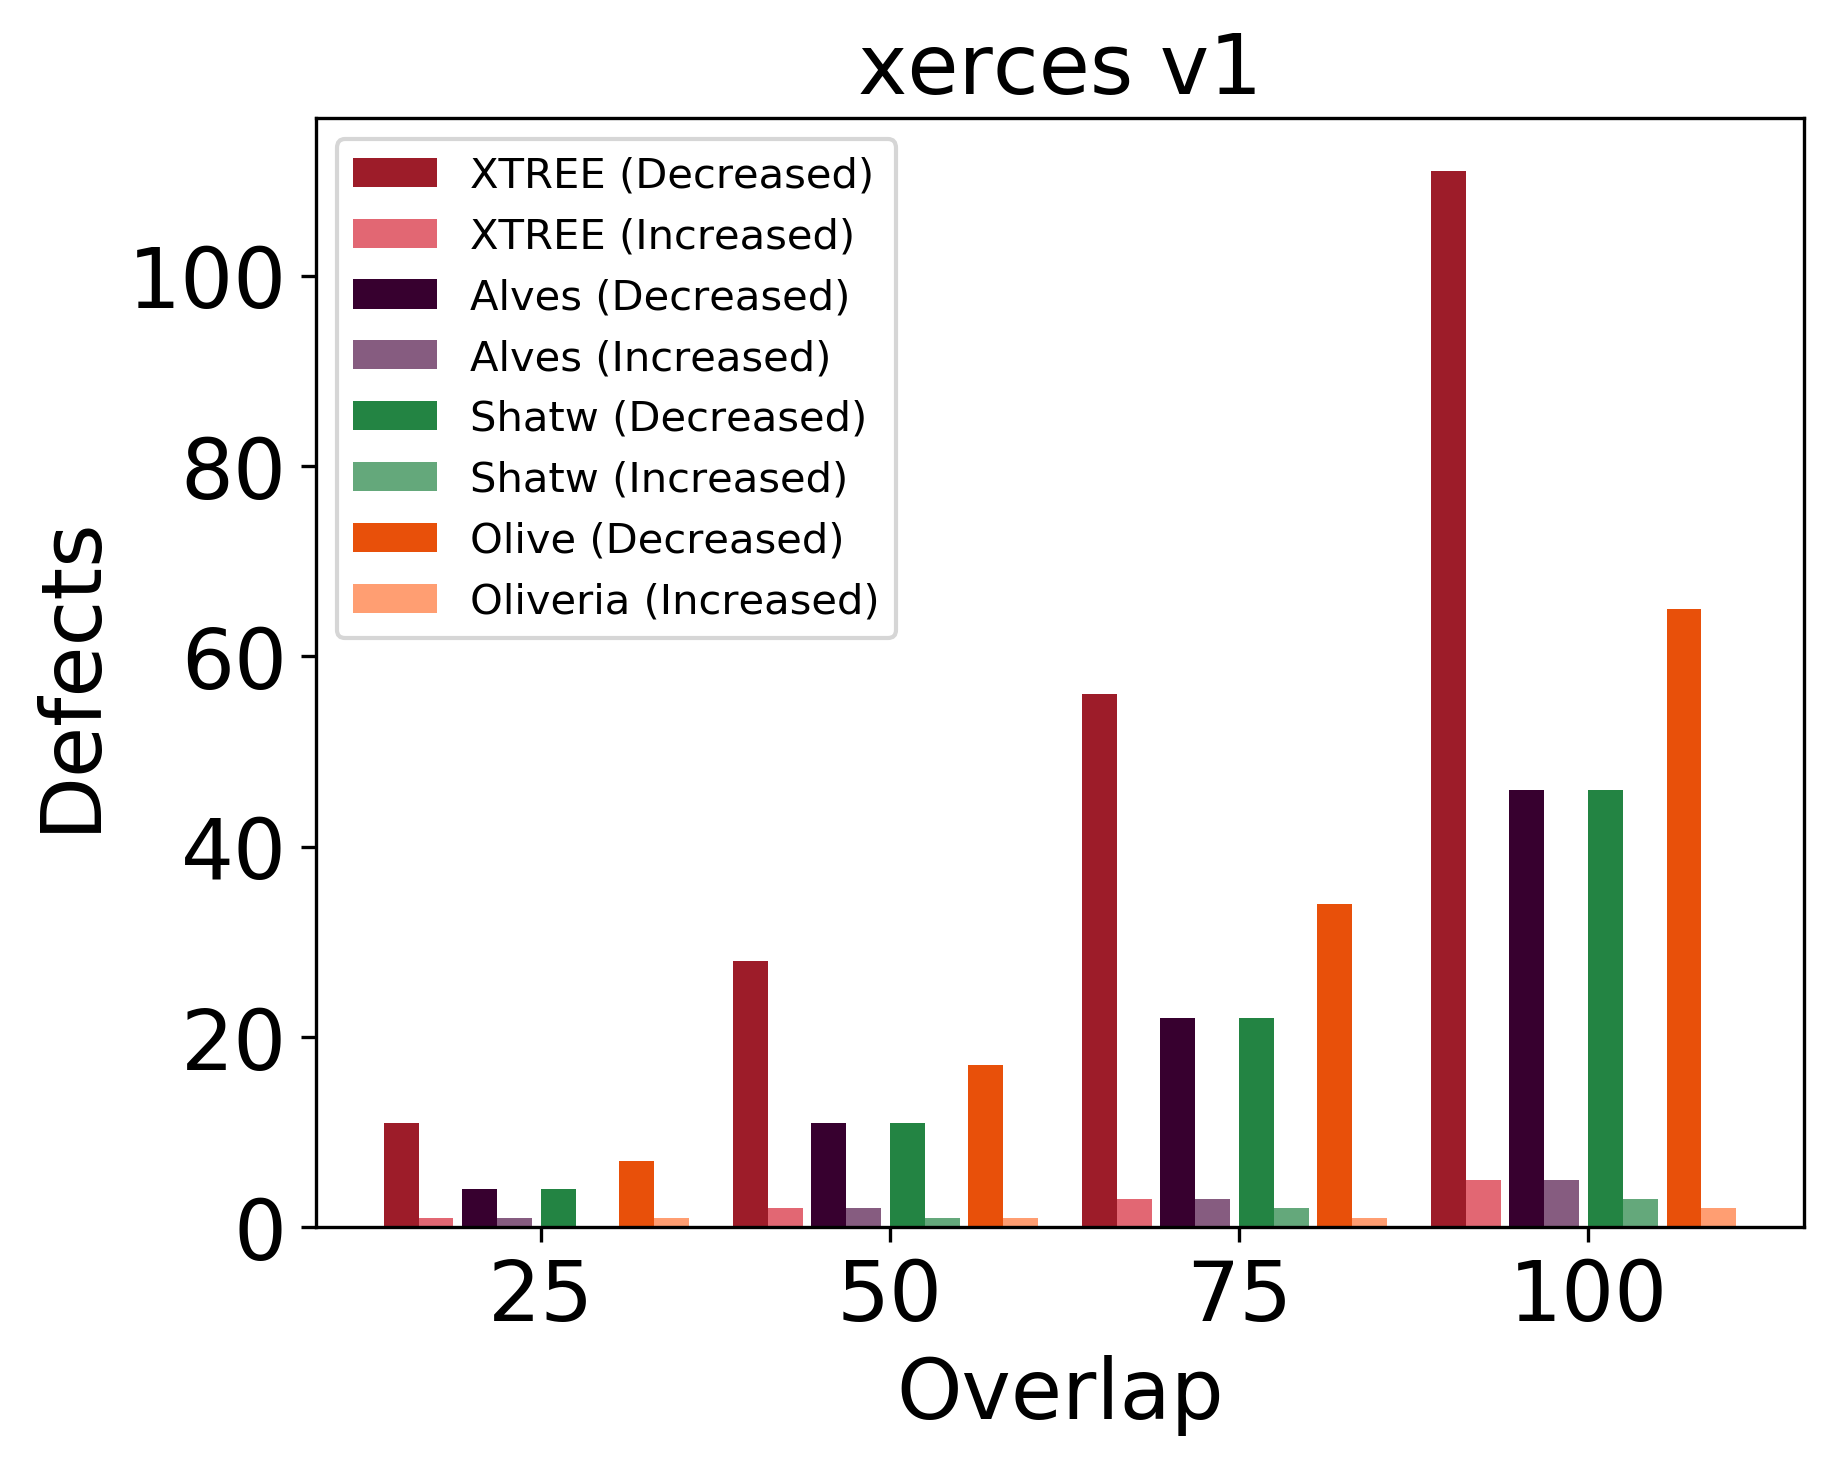 xerces v1
XTREE (Decreased)
XTREE (Increased)
Alves (Decreased)
Alves (Increased)
Shatw (Decreased)
Shatw (Increased)
Olive (Decreased)
Oliveria (Increased)
100
80
60
40
20
0
Defects
25 50 75 100
Overlap